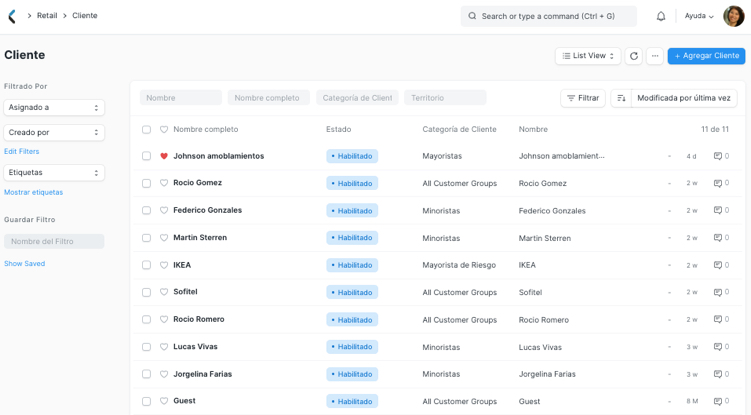 Retail Cliente
Search or type a command (Ctrl + G)
Ayuda
Cliente
List View
···
+ Agregar Cliente
Filtrado Por
Asignado a
Creado por
Edit Filters
Etiquetas
Mostrar etiquetas
Guardar Filtro
Nombre del Filtro
Show Saved
Nombre Nombre completo Categoría de Client Territorio
Filtrar Modificada por última vez
Nombre completo Estado Categoría de Cliente Nombre 11 de 11
Johnson amoblamientos • Habilitado Mayoristas Johnson amoblamient... - 4 d 0
Rocio Gomez • Habilitado All Customer Groups Rocio Gomez - 2 w 0
Federico Gonzales • Habilitado Minoristas Federico Gonzales - 2 w 0
Martin Sterren • Habilitado Minoristas Martin Sterren - 2 w 0
IKEA • Habilitado Mayorista de Riesgo IKEA - 2 w 0
Sofitel • Habilitado All Customer Groups Sofitel - 2 w 0
Rocio Romero • Habilitado All Customer Groups Rocio Romero - 2 w 0
Lucas Vivas • Habilitado Minoristas Lucas Vivas - 3 w 0
Jorgelina Farias • Habilitado Minoristas Jorgelina Farias - 3 w 0
Guest • Habilitado All Customer Groups Guest - 8 M 0